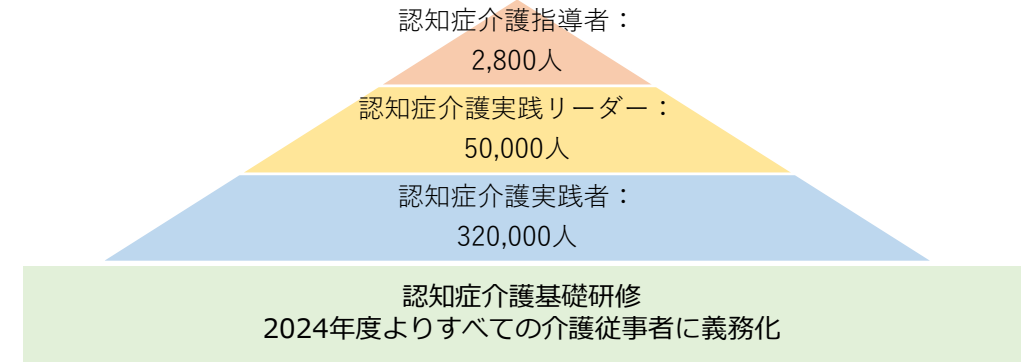 認知症介護指導者：
2,800人
認知症介護実践リーダー：
50,000人
認知症介護実践者：
320,000人
認知症介護基礎研修
2024年度よりすべての介護従事者に義務化